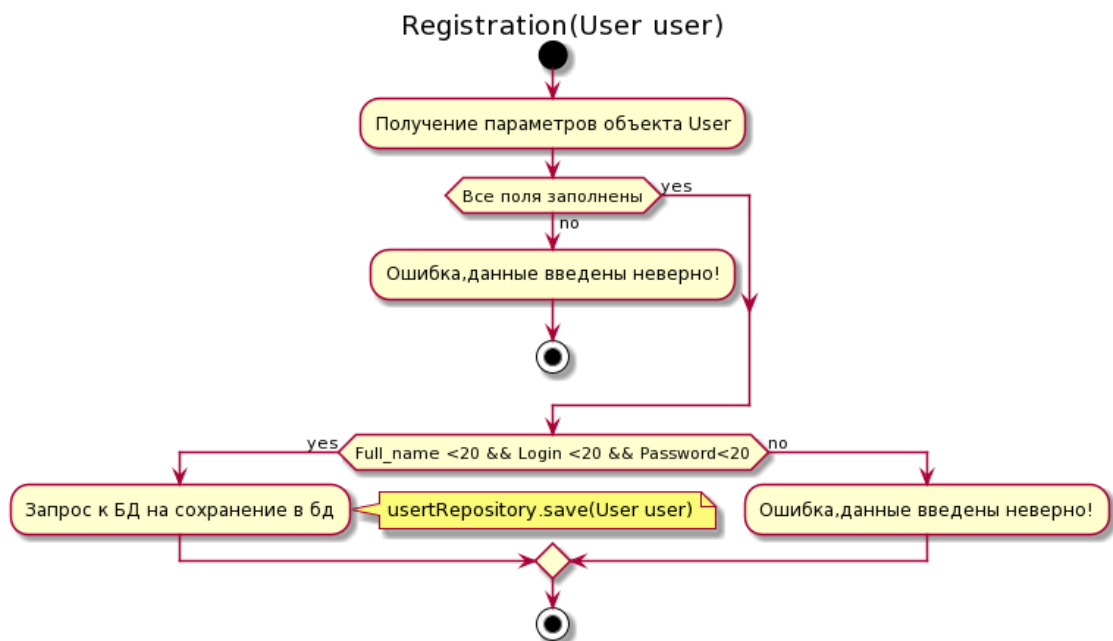 Registration(User user)
Получение параметров объекта User
Все поля заполнены
yes
no
Ошибка,данные введены неверно!
yes
Full_name <20 && Login <20 && Password<20
no
Запрос к БД на сохранение в бд
usertRepository.save(User user)
Ошибка,данные введены неверно!